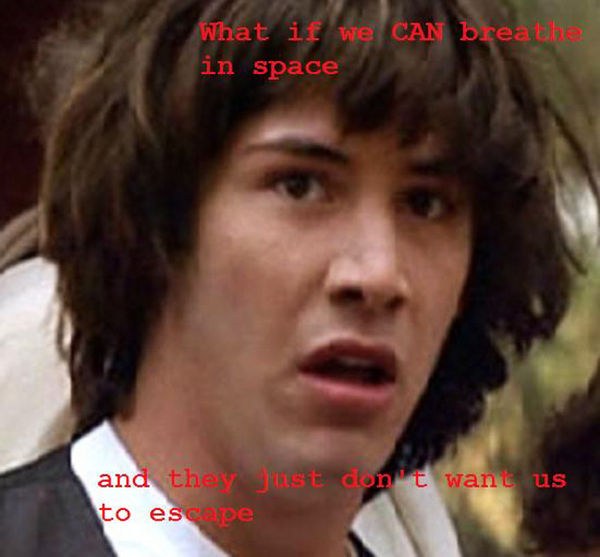 What if we CAN breathe
in space
and they just don't want us
to escape